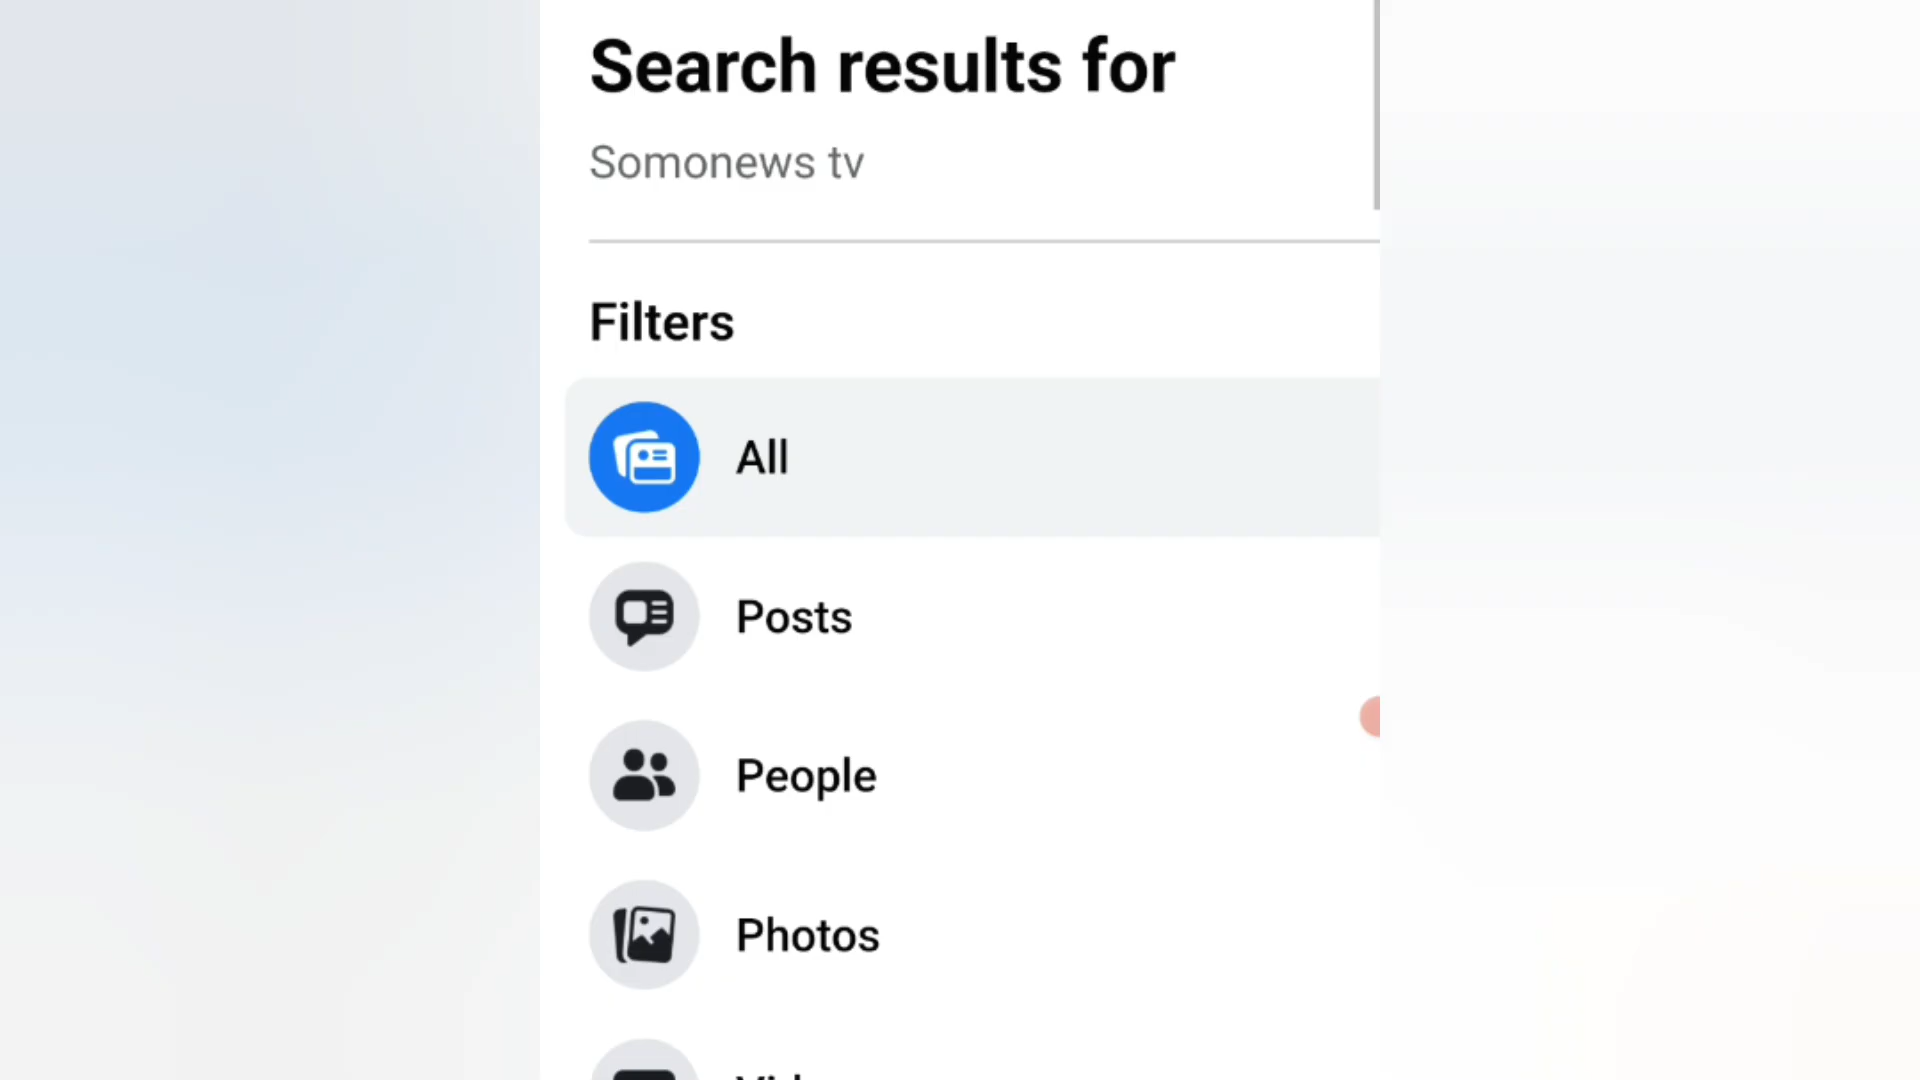 Search results for
Somonews tv
Filters
All
Posts
People
Photos